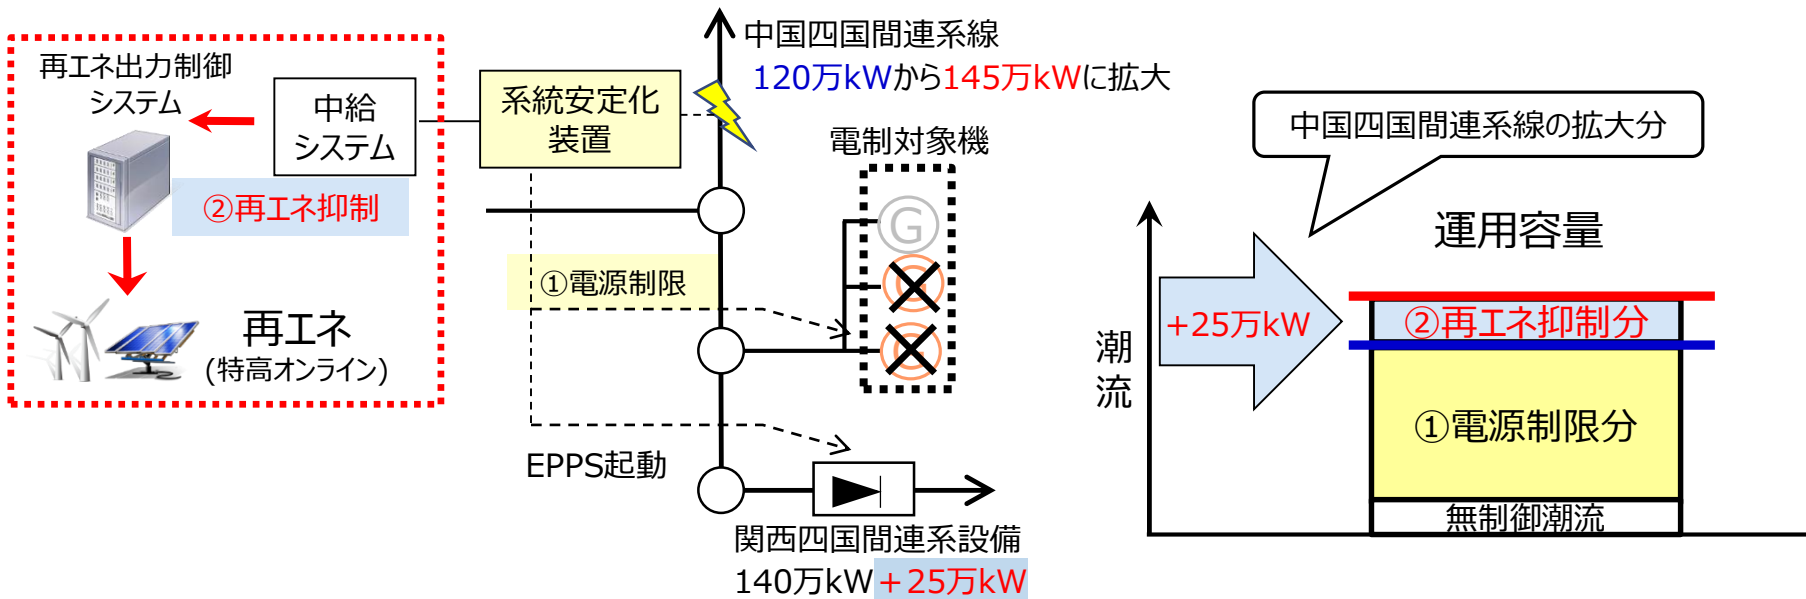 再エネ出力制御
システム
中給
システム
②再エネ抑制
再エネ
(特高オンライン)
系統安定化
装置
中国四国間連系線
120万kWから145万kWに拡大
電制対象機
G
G
G
①電源制限
EPPS起動
関西四国間連系設備
140万kW+25万kW
中国四国間連系線の拡大分
運用容量
潮流
+25万kW
②再エネ抑制分
①電源制限分
無制御潮流